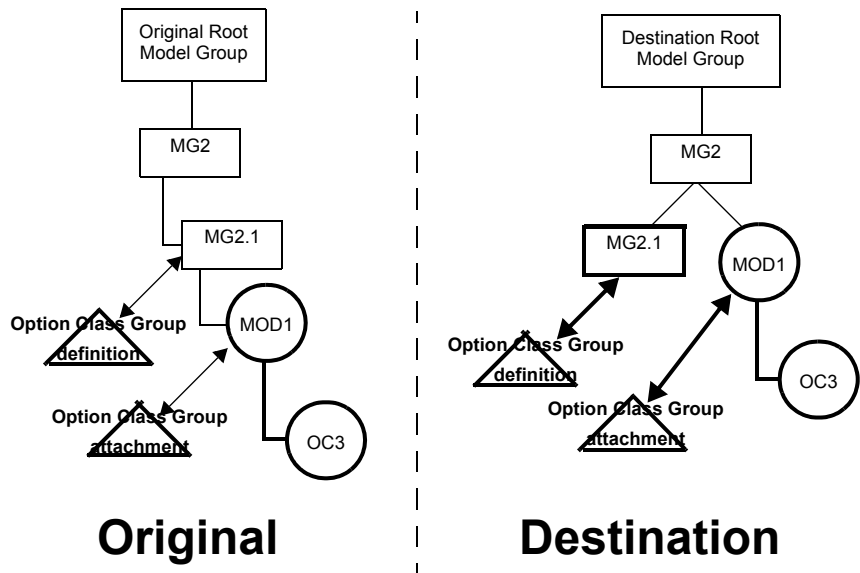 Original Root
Model Group
MG2
MG2.1
MOD1
Option Class Group
definition
Option Class Group
attachment
OC3
Original
Destination Root
Model Group
MG2
MG2.1
MOD1
Option Class Group
definition
OC3
Option Class Group
attachment
Destination